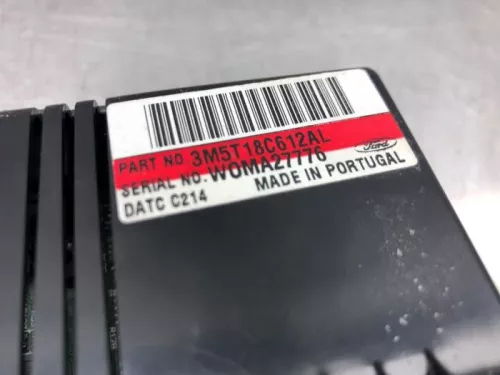 PART NO 3M5T18C612AL
Ford
SERIAL NO. WOMA27776
DATC C214 MADE IN PORTUGAL